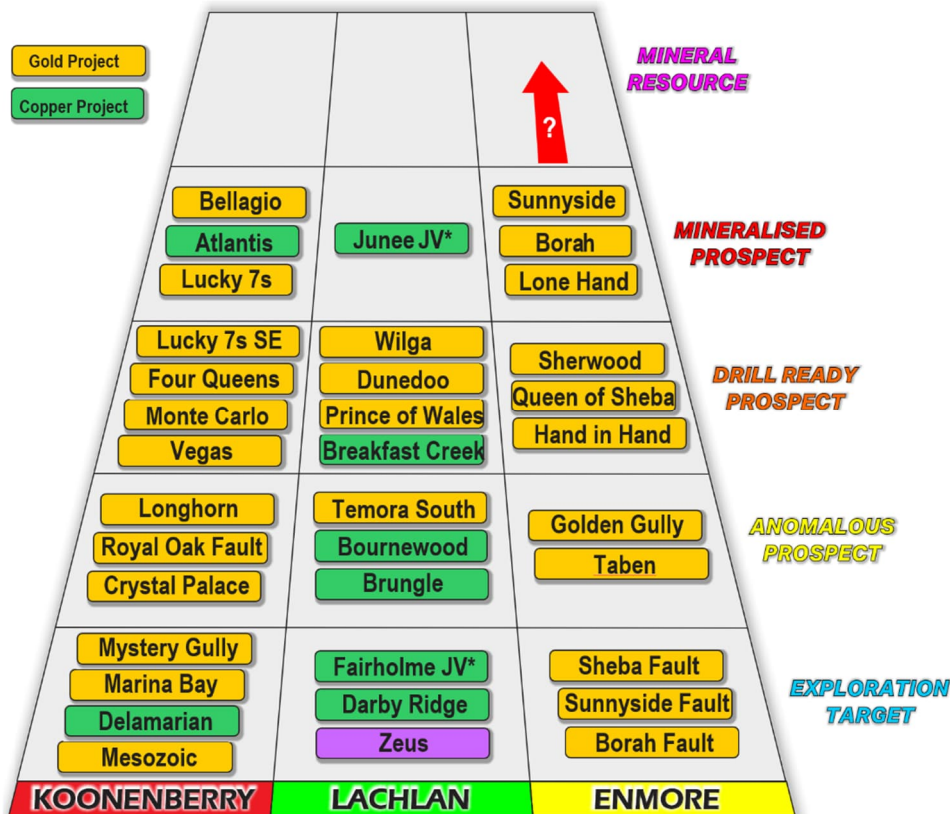 Gold Project
Copper Project
MINERAL
RESOURCE
?
Bellagio
Atlantis
Lucky 7s
Junee JV*
Sunnyside
Borah
Lone Hand
MINERALISED
PROSPECT
Lucky 7s SE
Four Queens
Monte Carlo
Vegas
Wilga
Dunedoo
Prince of Wales
Breakfast Creek
Sherwood
Queen of Sheba
Hand in Hand
DRILL READY
PROSPECT
Longhorn
Royal Oak Fault
Crystal Palace
Temora South
Bournewood
Brungle
Golden Gully
Taben
ANOMALOUS
PROSPECT
Mystery Gully
Marina Bay
Delamarian
Mesozoic
Fairholme JV*
Darby Ridge
Zeus
Sheba Fault
Sunnyside Fault
Borah Fault
EXPLORATION
TARGET
KOONENBERRY
LACHLAN
ENMORE